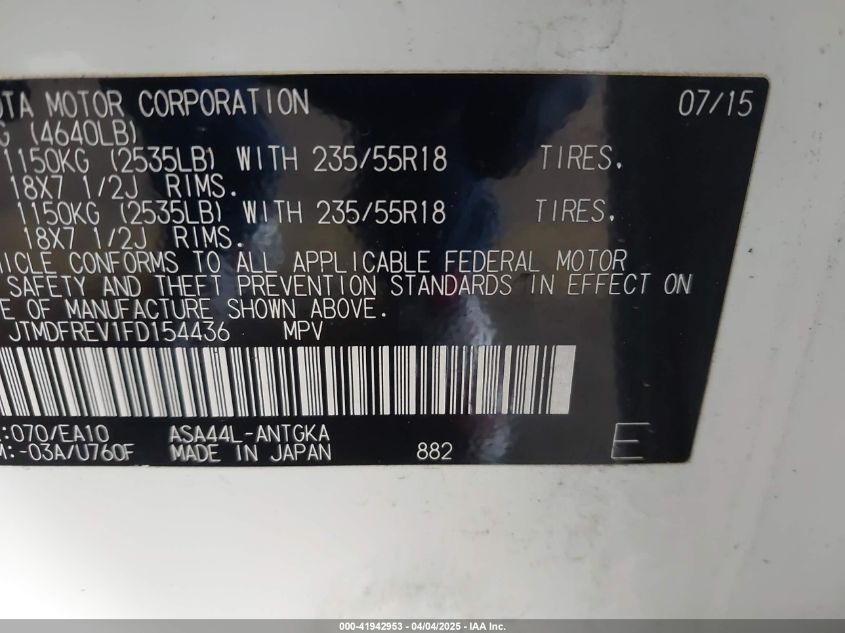 OTA MOTOR CORPORATION 07/15
G (4640LB)
1150KG (2535LB) WITH 235/55R18 TIRES.
18X7 1/2J RIMS.
1150KG (2535LB) WITH 235/55R18 TIRES.
18X7 1/2J RIMS.
ICLE CONFORMS TO ALL APPLICABLE FEDERAL MOTOR
SAFETY AND THEFT PREVENTION STANDARDS IN EFFECT ON
E OF MANUFACTURE SHOWN ABOVE.
JTMDFREV1FD154436 MPV
:070/EA10 ASA44L-ANTGKA
M:-03A/U760F MADE IN JAPAN 882 E
000-41942953 - 04/04/2025 - IAA Inc.